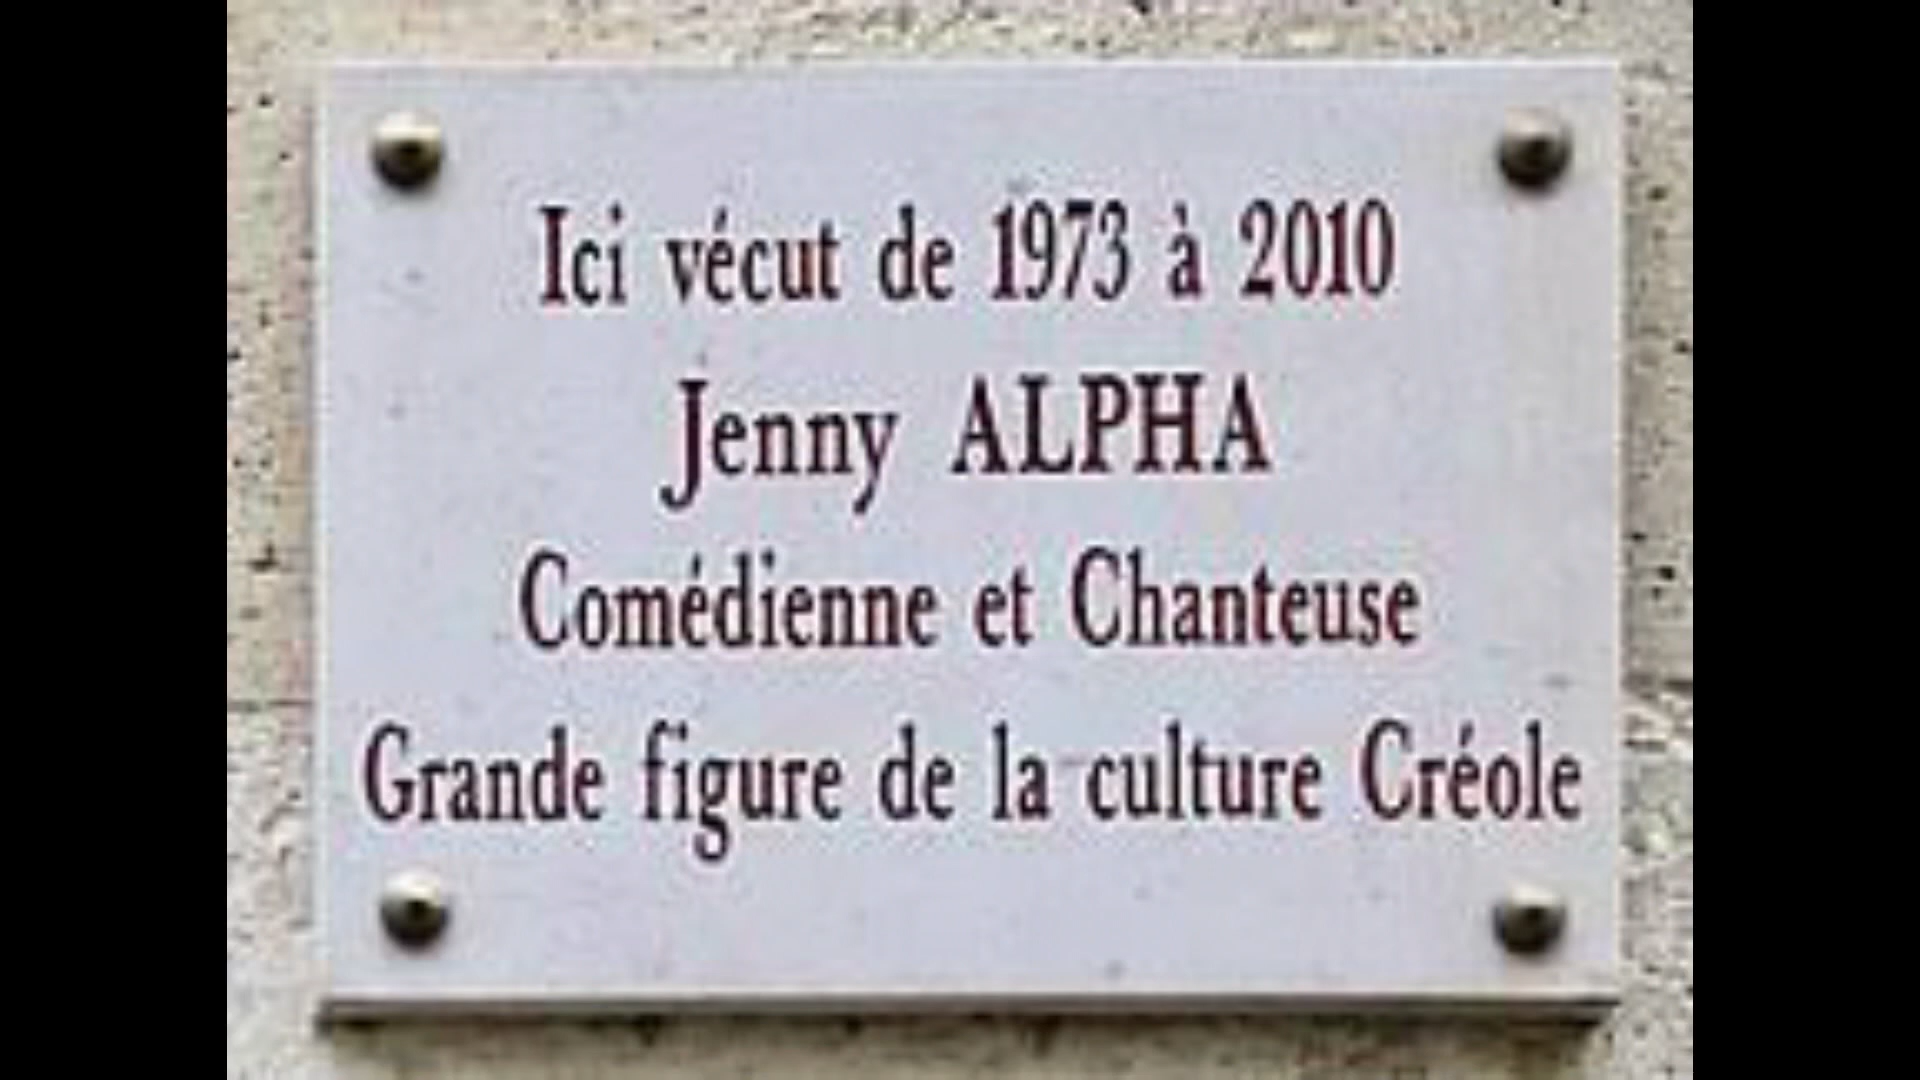 Ici vécut de 1973 à 2010
Jenny ALPHA
Comédienne et Chanteuse
Grande figure de la culture Créole